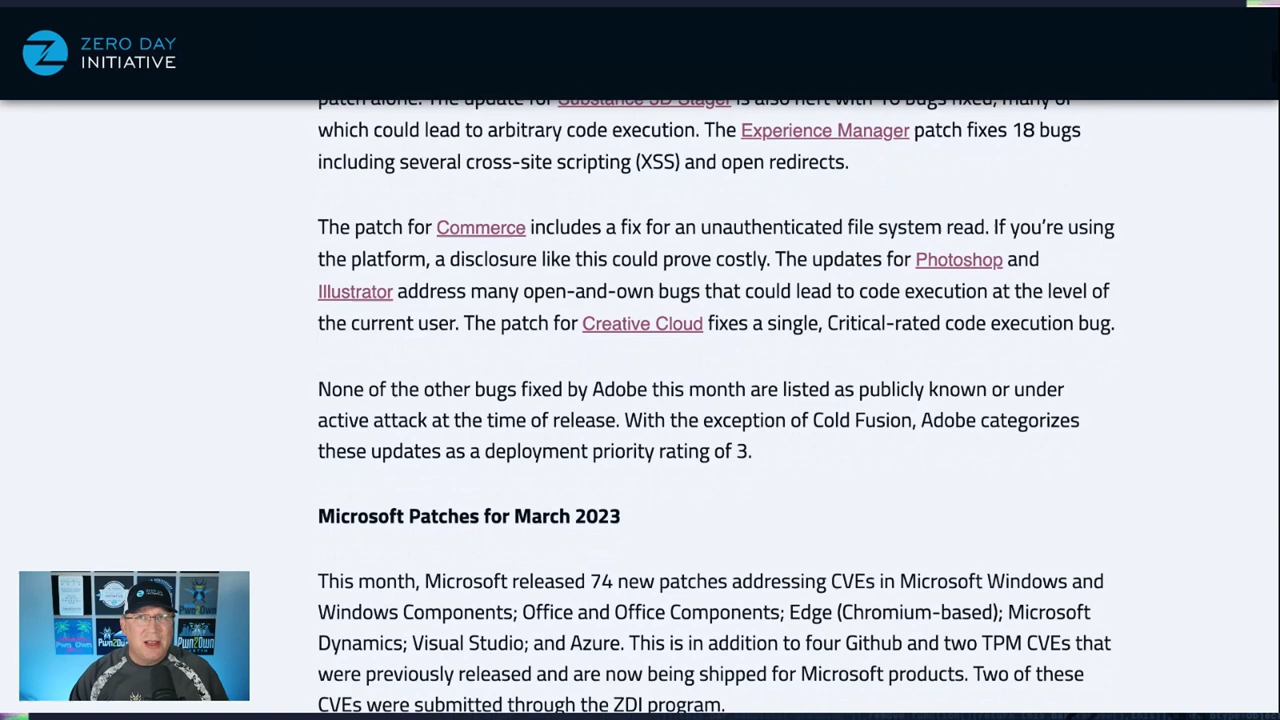 ZERO DAY
INITIATIVE
patch alone. The update for Substance 3D Stager is also hefty with 16 bugs fixed, many of
which could lead to arbitrary code execution. The Experience Manager patch fixes 18 bugs
including several cross-site scripting (XSS) and open redirects.
The patch for Commerce includes a fix for an unauthenticated file system read. If you’re using
the platform, a disclosure like this could prove costly. The updates for Photoshop and
Illustrator address many open-and-own bugs that could lead to code execution at the level of
the current user. The patch for Creative Cloud fixes a single, Critical-rated code execution bug.
None of the other bugs fixed by Adobe this month are listed as publicly known or under
active attack at the time of release. With the exception of Cold Fusion, Adobe categorizes
these updates as a deployment priority rating of 3.
Microsoft Patches for March 2023
This month, Microsoft released 74 new patches addressing CVEs in Microsoft Windows and
Windows Components; Office and Office Components; Edge (Chromium-based); Microsoft
Dynamics; Visual Studio; and Azure. This is in addition to four Github and two TPM CVEs that
were previously released and are now being shipped for Microsoft products. Two of these
CVEs were submitted through the ZDI program.
Pwn2Own
Pwn2Own